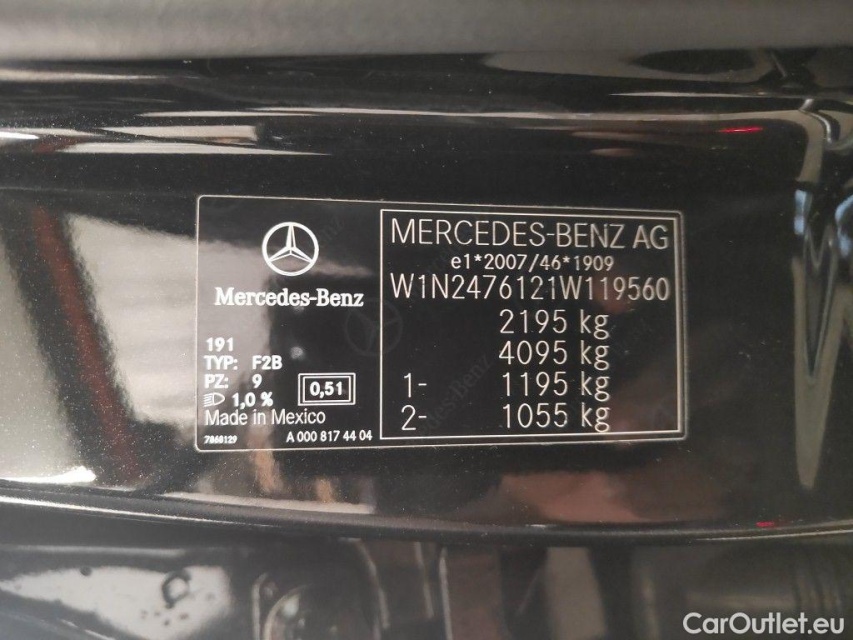 Mercedes-Benz
191
TYP: F2B
PZ: 9
1,0 %
0,51
Made in Mexico
7868129 A 000 817 44 04
MERCEDES-BENZ AG
e1*2007/46*1909
W1N2476121W119560
2195 kg
4095 kg
1- 1195 kg
2- 1055 kg
CarOutlet.eu